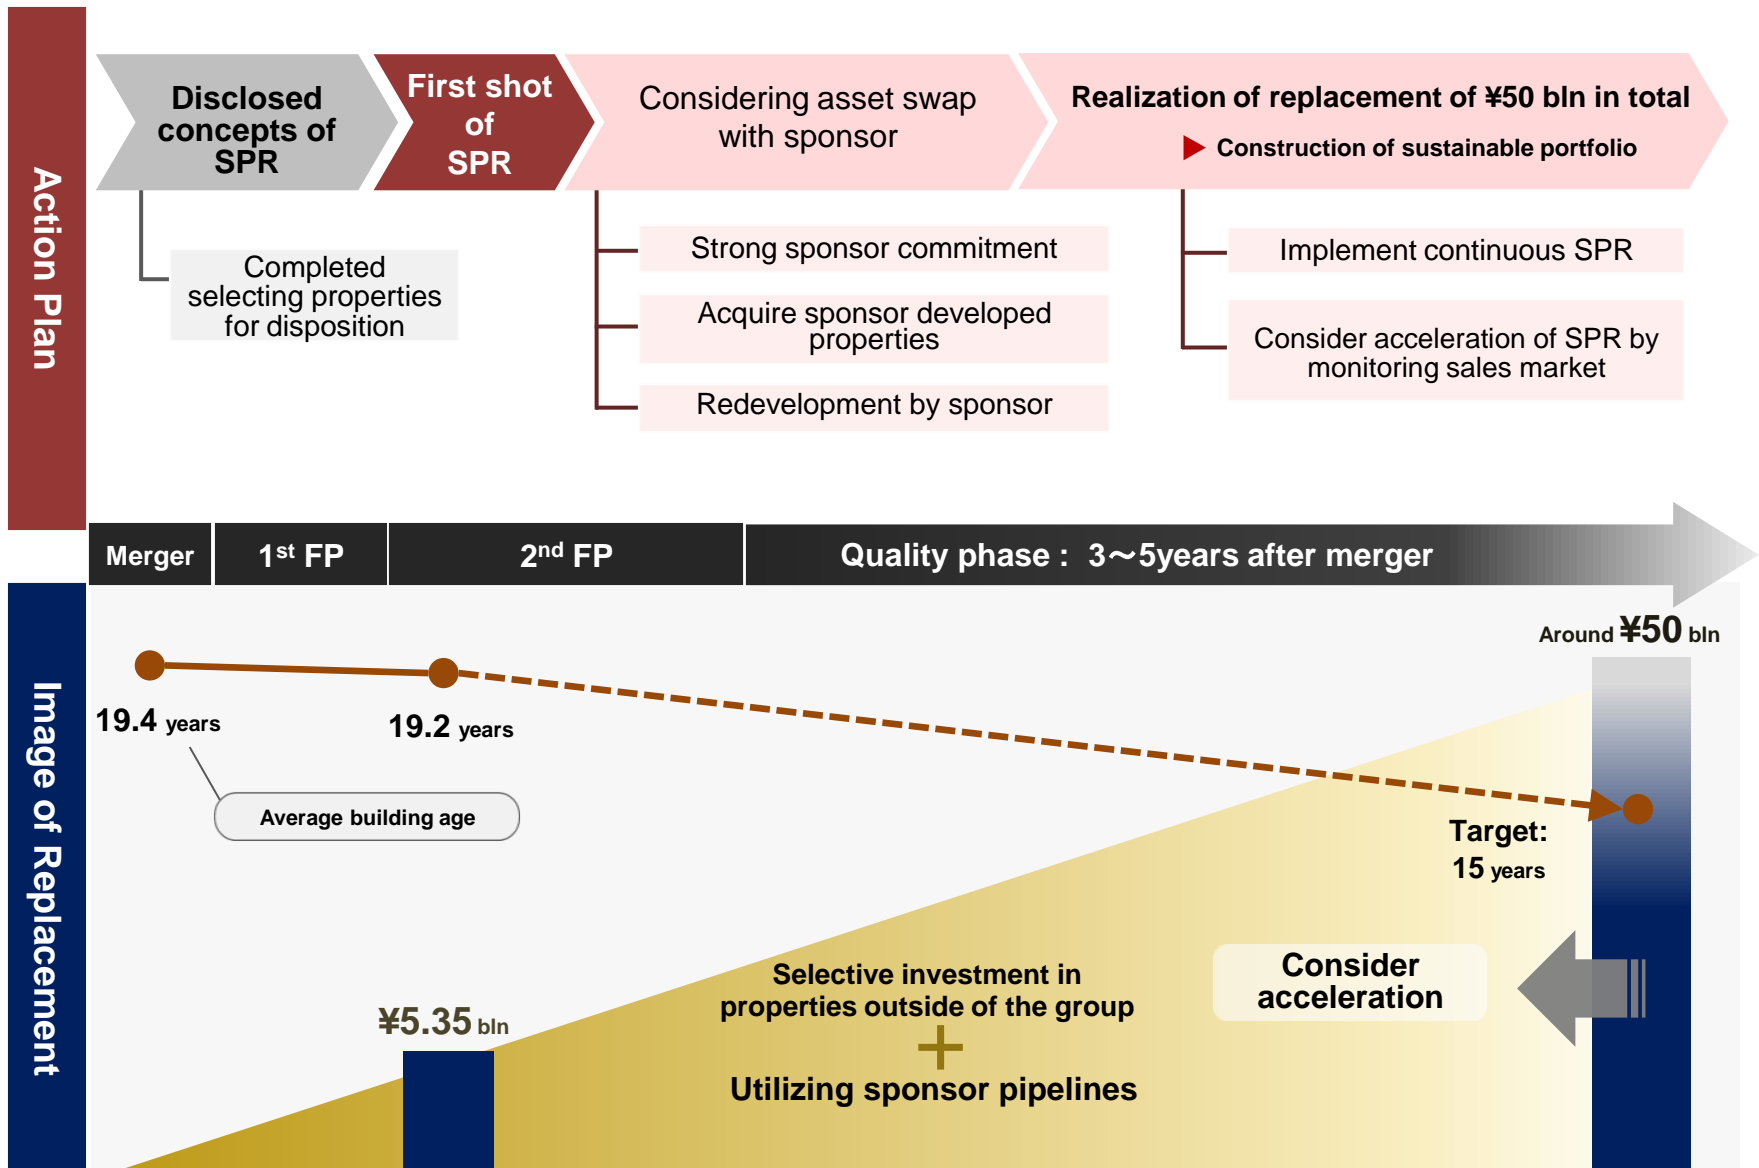 Action Plan
Disclosed
concepts of
SPR
First shot
of
SPR
Considering asset swap
with sponsor
Realization of replacement of ¥50 bln in total
▶ Construction of sustainable portfolio
Completed
selecting properties
for disposition
Strong sponsor commitment
Acquire sponsor developed
properties
Redevelopment by sponsor
Implement continuous SPR
Consider acceleration of SPR by
monitoring sales market
Merger
1st FP
2nd FP
Quality phase : 3～5years after merger
Image of Replacement
Around ¥50 bln
19.4 years
19.2 years
Average building age
Target:
15 years
¥5.35 bln
Selective investment in
properties outside of the group
+
Utilizing sponsor pipelines
Consider
acceleration